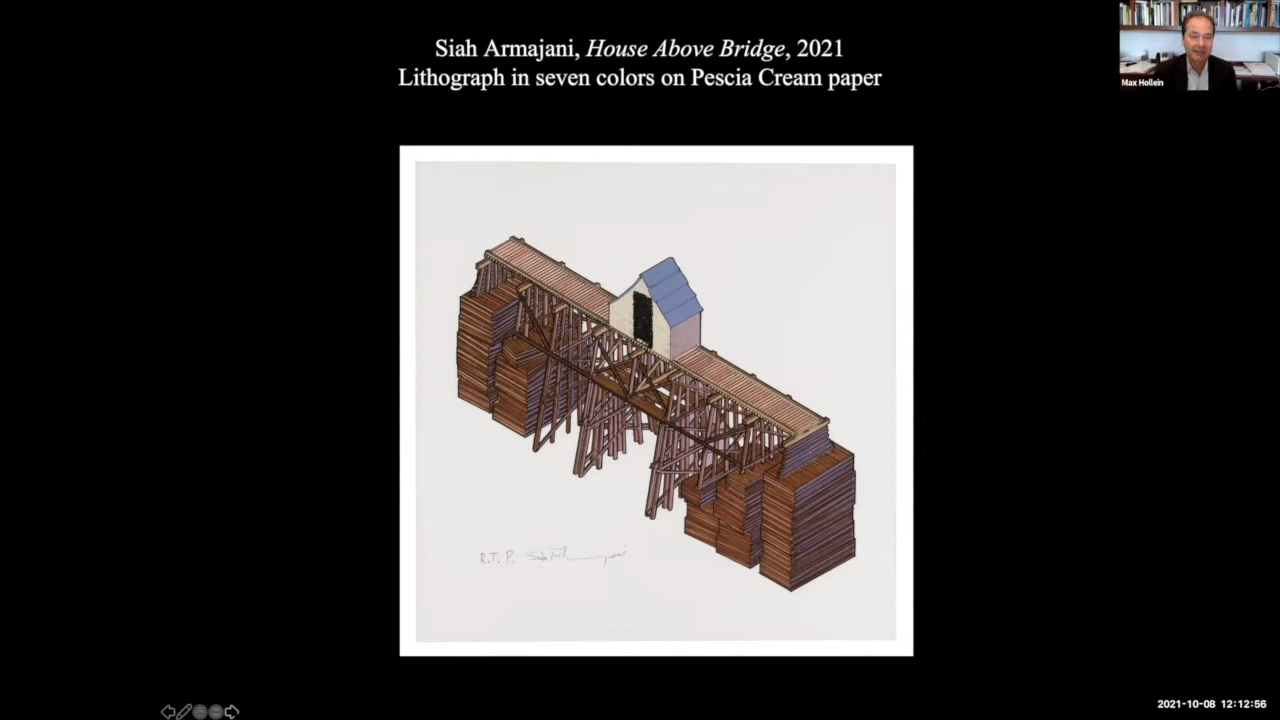 Siah Armajani, House Above Bridge, 2021
Lithograph in seven colors on Pescia Cream paper
Max Hollein
R.T. P.
2021-10-08 12:12:56